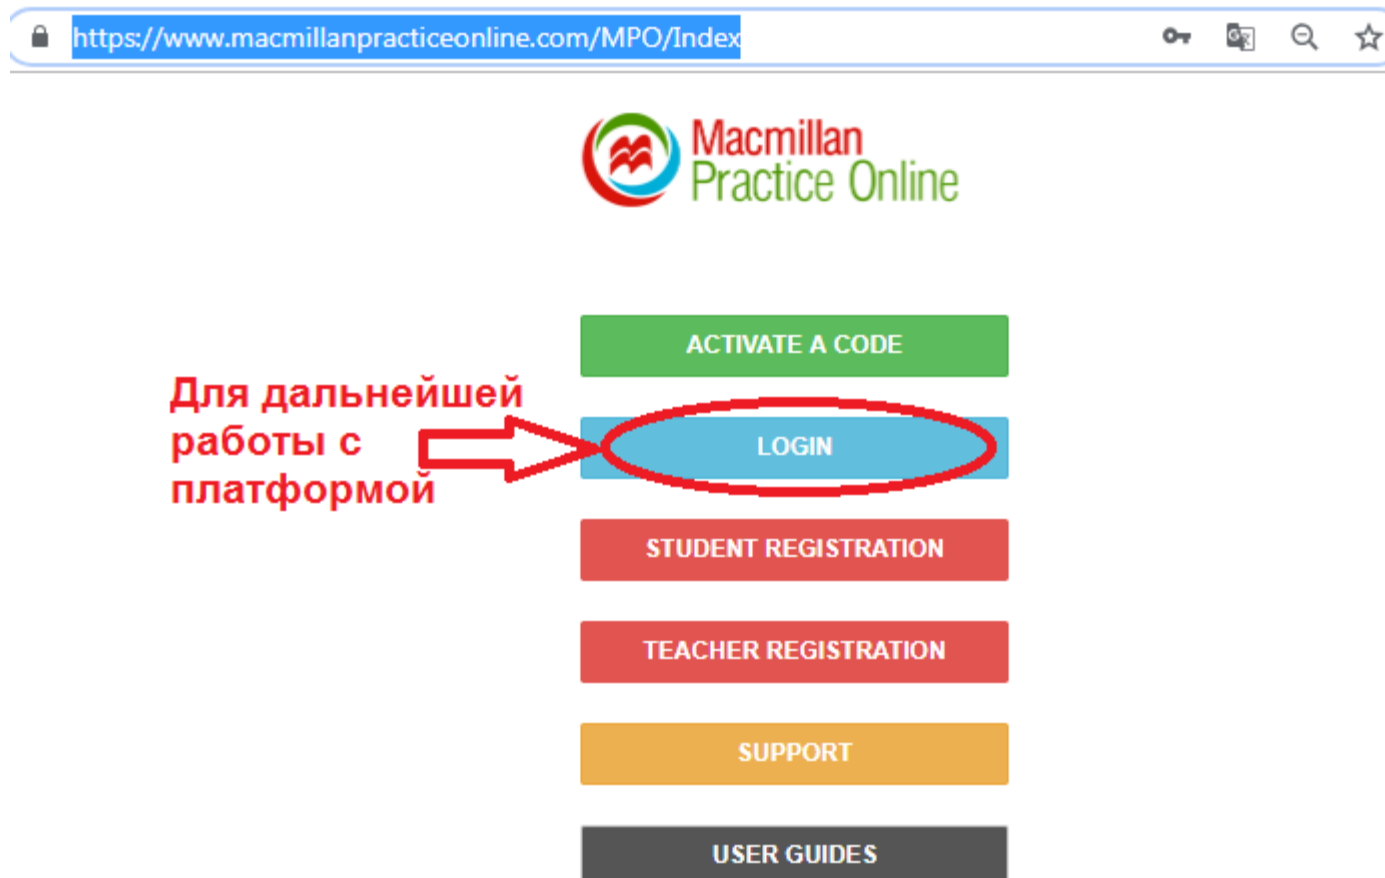 https://www.macmillanpracticeonline.com/MPO/Index
Macmillan
Practice Online
ACTIVATE A CODE
Для дальнейшей
работы с
платформой
LOGIN
STUDENT REGISTRATION
TEACHER REGISTRATION
SUPPORT
USER GUIDES